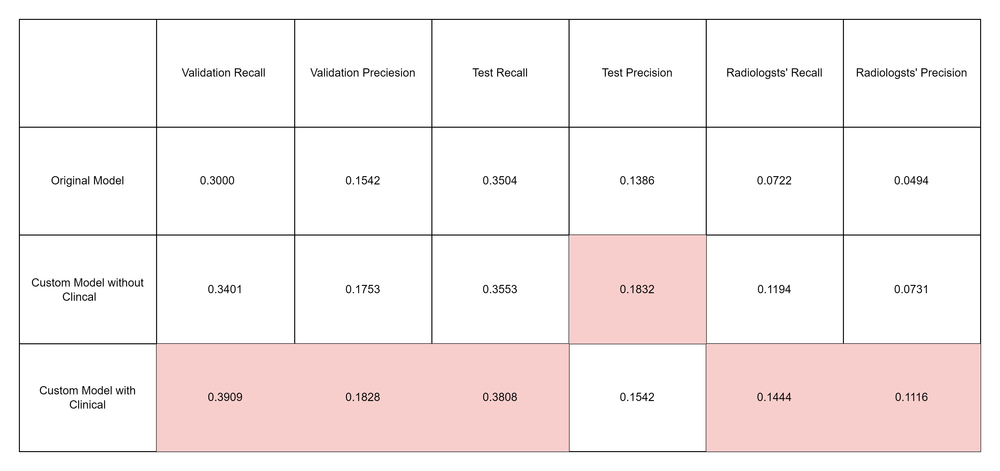 Validation Recall
Validation Preciesion
Test Recall
Test Precision
Radiologsts' Recall
Radiologsts' Precision
Original Model
0.3000
0.1542
0.3504
0.1386
0.0722
0.0494
Custom Model without
Clincal
0.3401
0.1753
0.3553
0.1832
0.1194
0.0731
Custom Model with
Clinical
0.3909
0.1828
0.3808
0.1542
0.1444
0.1116